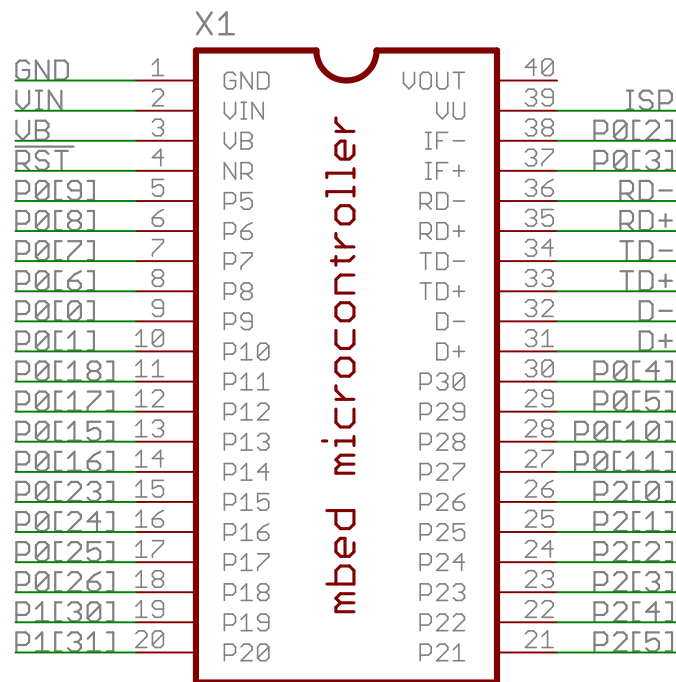 X1
GND 1 GND VOUT 40
VIN 2 VIN VU 39 ISP
VB 3 VB IF- 38 P0[2]
RST 4 NR IF+ 37 P0[3]
P0[9] 5 P5 RD- 36 RD-
P0[8] 6 P6 RD+ 35 RD+
P0[7] 7 P7 TD- 34 TD-
P0[6] 8 P8 TD+ 33 TD+
P0[0] 9 P9 D- 32 D-
P0[1] 10 P10 D+ 31 D+
P0[18] 11 P11 P30 30 P0[4]
P0[17] 12 P12 P29 29 P0[5]
P0[15] 13 P13 P28 28 P0[10]
P0[16] 14 P14 P27 27 P0[11]
P0[23] 15 P15 P26 26 P2[0]
P0[24] 16 P16 P25 25 P2[1]
P0[25] 17 P17 P24 24 P2[2]
P0[26] 18 P18 P23 23 P2[3]
P1[30] 19 P19 P22 22 P2[4]
P1[31] 20 P20 P21 21 P2[5]
mbed microcontroller